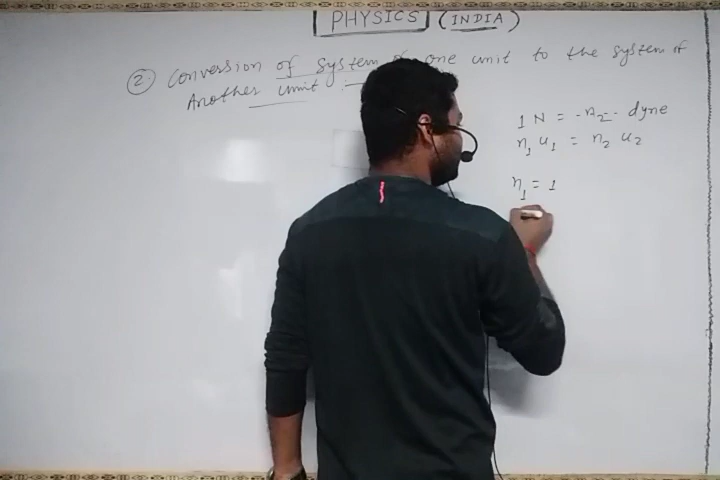 PHYSICS (INDIA)
2. Conversion of system of one unit to the system of
Another unit :-
1 N = -n2-- dyne
n1 u1 = n2 u2
n1 = 1